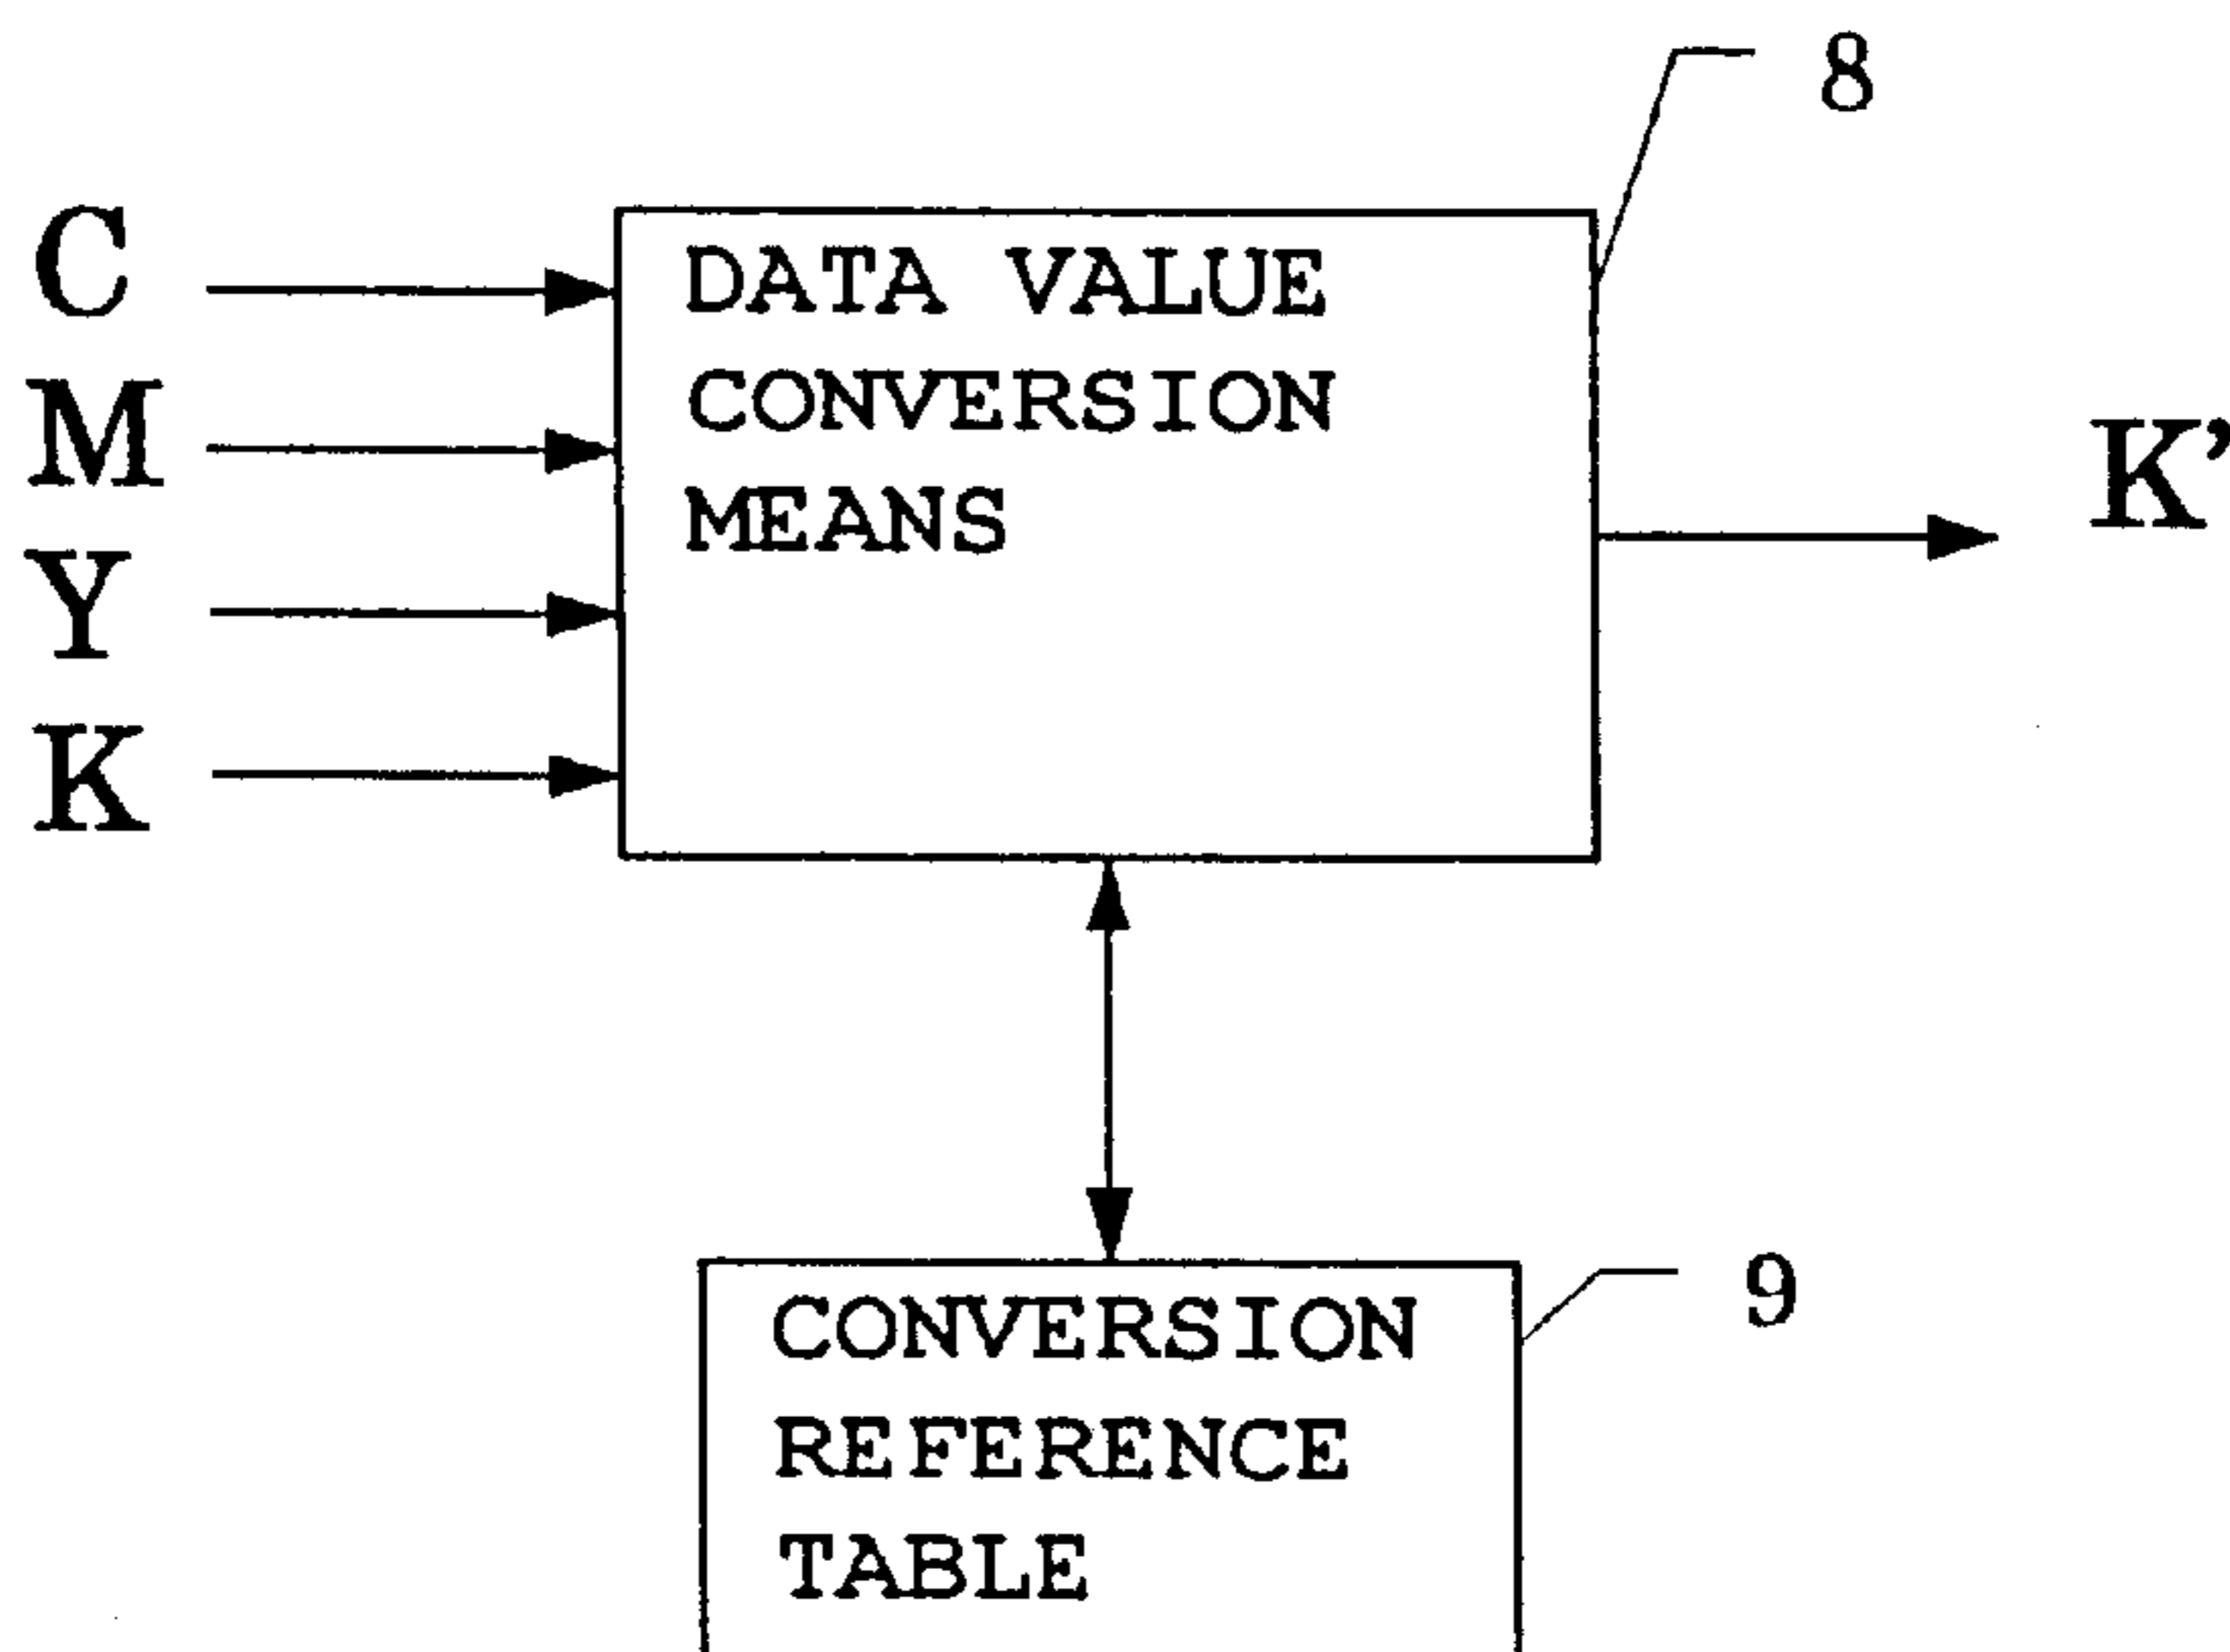 8
C
M
Y
K
DATA VALUE
CONVERSION
MEANS
K'
9
CONVERSION
REFERENCE
TABLE